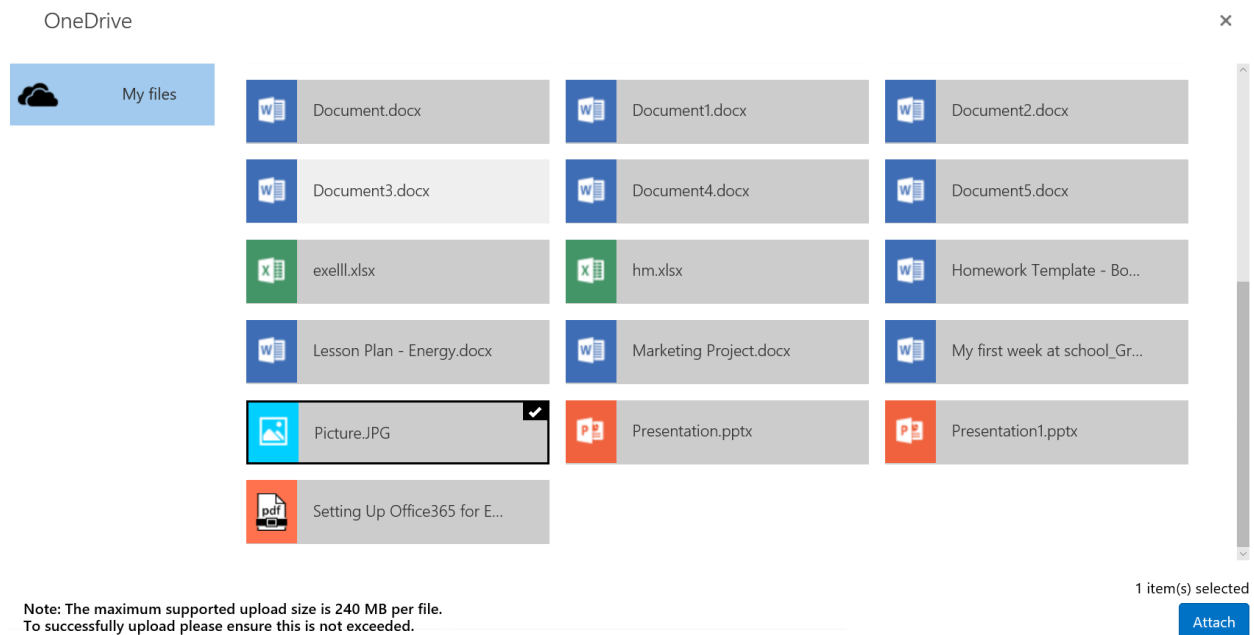 OneDrive
My files
Document.docx
Document1.docx
Document2.docx
Document3.docx
Document4.docx
Document5.docx
exelll.xlsx
hm.xlsx
Homework Template - Bo...
Lesson Plan - Energy.docx
Marketing Project.docx
My first week at school_Gr...
Picture.JPG
Presentation.pptx
Presentation1.pptx
pdf
Setting Up Office365 for E...
1 item(s) selected
Note: The maximum supported upload size is 240 MB per file.
To successfully upload please ensure this is not exceeded.
Attach